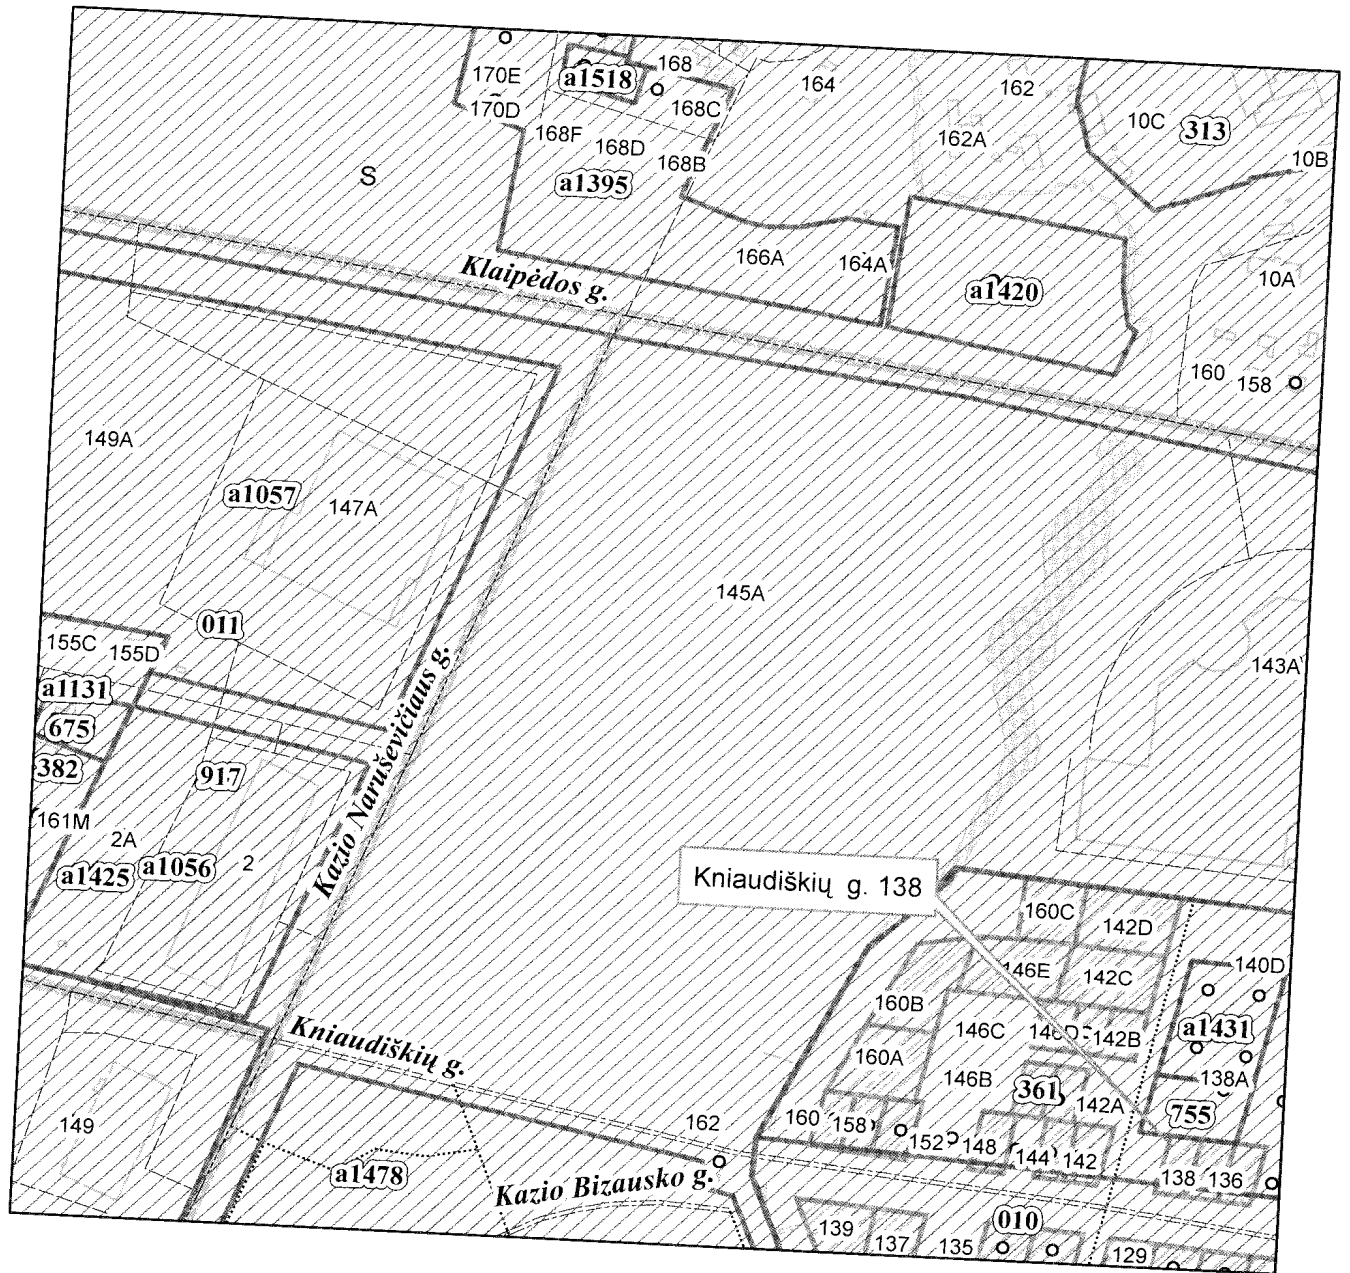 170E
a1518
168
164
162
170D
168C
10C
313
168F
168D
168B
162A
10B
S
a1395
Klaipėdos g.
166A
164A
a1420
10A
160
158
149A
a1057
147A
145A
011
155C
155D
143A
a1131
675
382
917
Kazio Naruševičiaus g.
161M
2A
a1056
2
a1425
Kniaudiškių g. 138
160C
142D
146E
142C
140D
160B
146C
146D
142B
a1431
160A
146B
361
142A
138A
755
Kniaudiškių g.
149
162
160
158
152
148
144
142
138
136
a1478
Kazio Bizausko g.
010
139
137
135
129